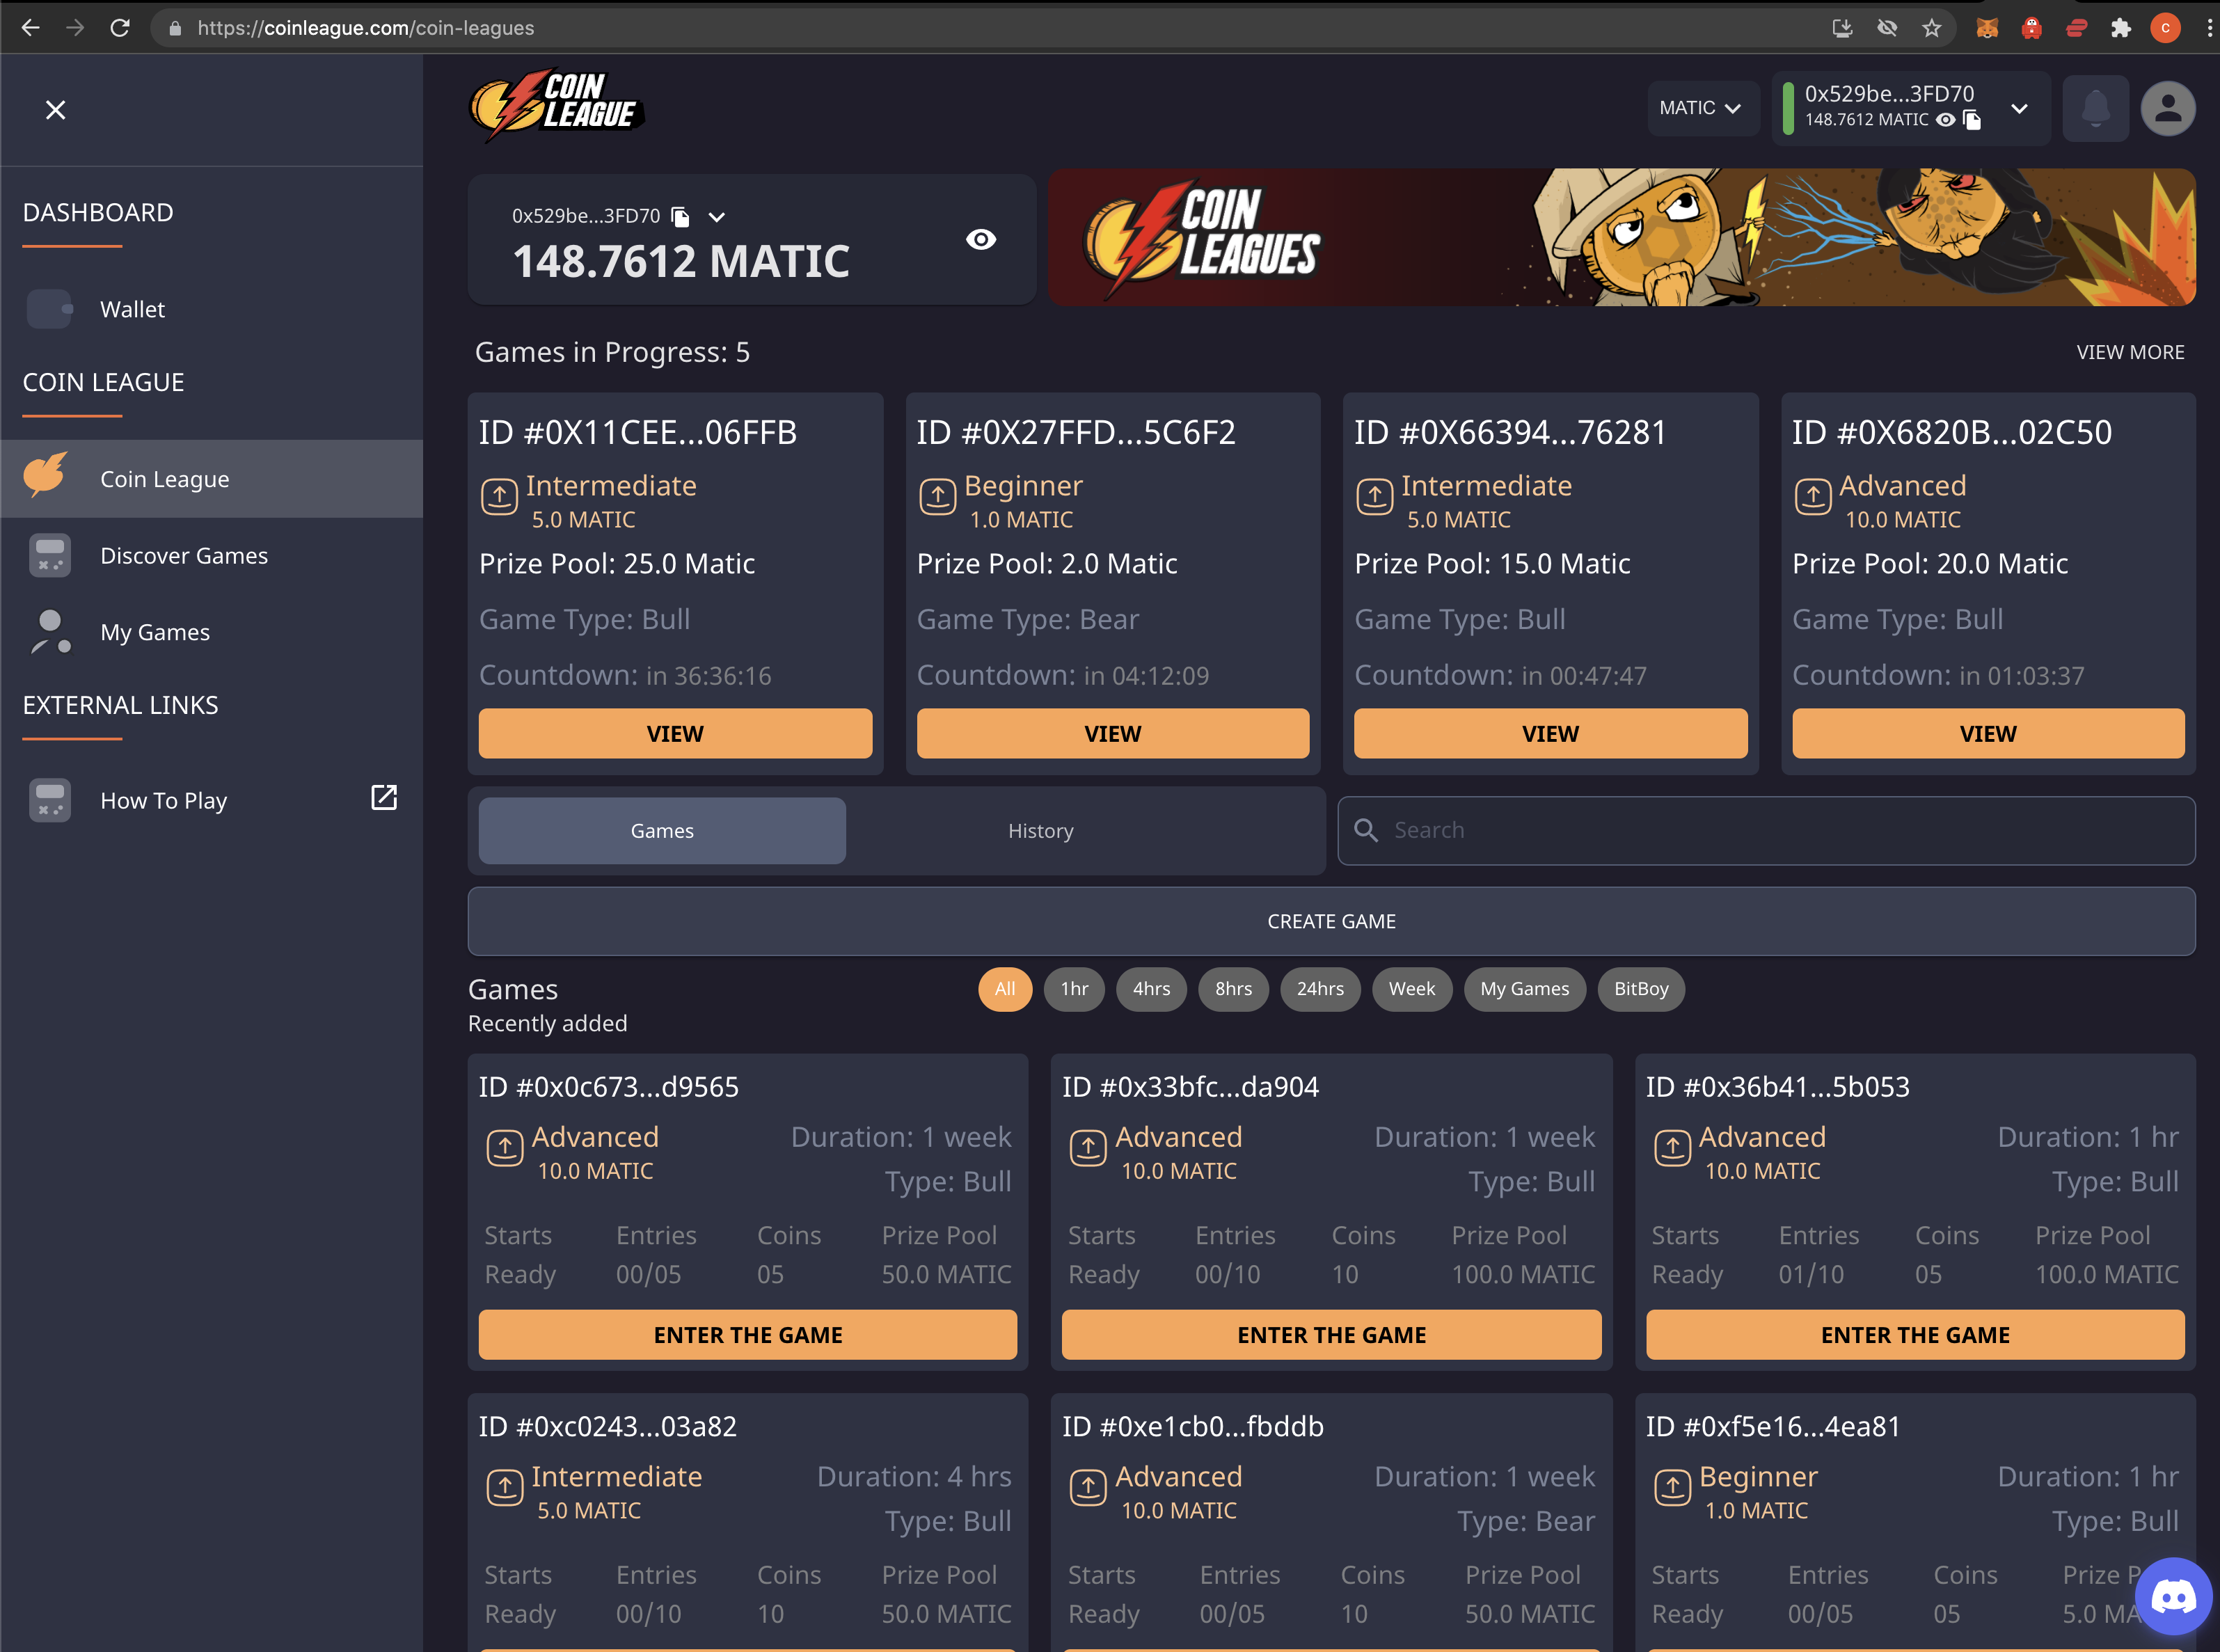 https://coinleague.com/coin-leagues
C
COIN
LEAGUE
MATIC
0x529be...3FD70
148.7612 MATIC
DASHBOARD
Wallet
COIN LEAGUE
Coin League
Discover Games
My Games
EXTERNAL LINKS
How To Play
0x529be...3FD70
148.7612 MATIC
COIN
LEAGUES
Games in Progress: 5
VIEW MORE
ID #0X11CEE...06FFB
Intermediate
5.0 MATIC
Prize Pool: 25.0 Matic
Game Type: Bull
Countdown: in 36:36:16
VIEW
ID #0X27FFD...5C6F2
Beginner
1.0 MATIC
Prize Pool: 2.0 Matic
Game Type: Bear
Countdown: in 04:12:09
VIEW
ID #0X66394...76281
Intermediate
5.0 MATIC
Prize Pool: 15.0 Matic
Game Type: Bull
Countdown: in 00:47:47
VIEW
ID #0X6820B...02C50
Advanced
10.0 MATIC
Prize Pool: 20.0 Matic
Game Type: Bull
Countdown: in 01:03:37
VIEW
Games
History
Search
CREATE GAME
Games
Recently added
All 1hr 4hrs 8hrs 24hrs Week My Games BitBoy
ID #0x0c673...d9565
Advanced
10.0 MATIC
Duration: 1 week
Type: Bull
Starts Entries Coins Prize Pool
Ready 00/05 05 50.0 MATIC
ENTER THE GAME
ID #0x33bfc...da904
Advanced
10.0 MATIC
Duration: 1 week
Type: Bull
Starts Entries Coins Prize Pool
Ready 00/10 10 100.0 MATIC
ENTER THE GAME
ID #0x36b41...5b053
Advanced
10.0 MATIC
Duration: 1 hr
Type: Bull
Starts Entries Coins Prize Pool
Ready 01/10 05 100.0 MATIC
ENTER THE GAME
ID #0xc0243...03a82
Intermediate
5.0 MATIC
Duration: 4 hrs
Type: Bull
Starts Entries Coins Prize Pool
Ready 00/10 10 50.0 MATIC
ID #0xe1cb0...fbddb
Advanced
10.0 MATIC
Duration: 1 week
Type: Bear
Starts Entries Coins Prize Pool
Ready 00/05 10 50.0 MATIC
ID #0xf5e16...4ea81
Beginner
1.0 MATIC
Duration: 1 hr
Type: Bull
Starts Entries Coins Prize
Ready 00/05 05 5.0